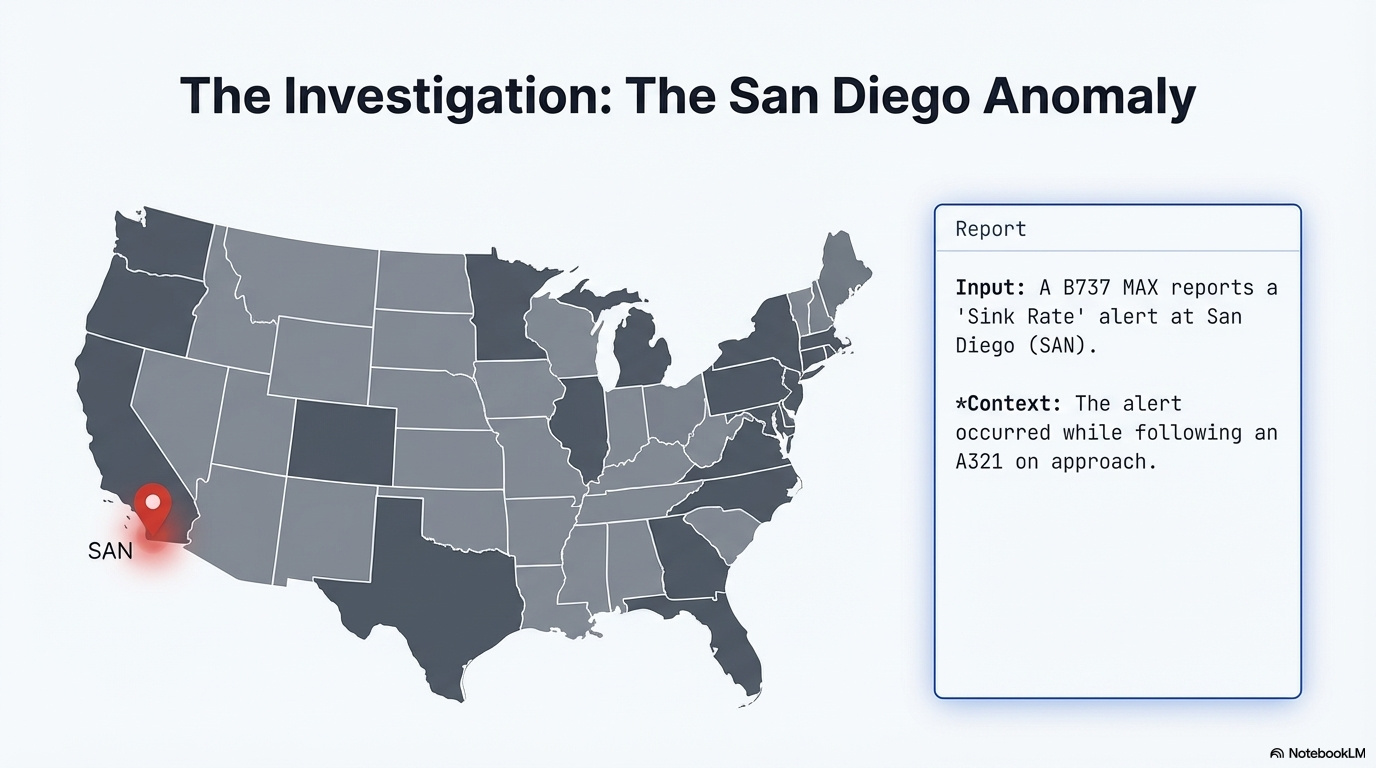 The Investigation: The San Diego Anomaly
SAN
Report
Input: A B737 MAX reports a
'Sink Rate' alert at San
Diego (SAN).
*Context: The alert
occurred while following an
A321 on approach.
NotebookLM